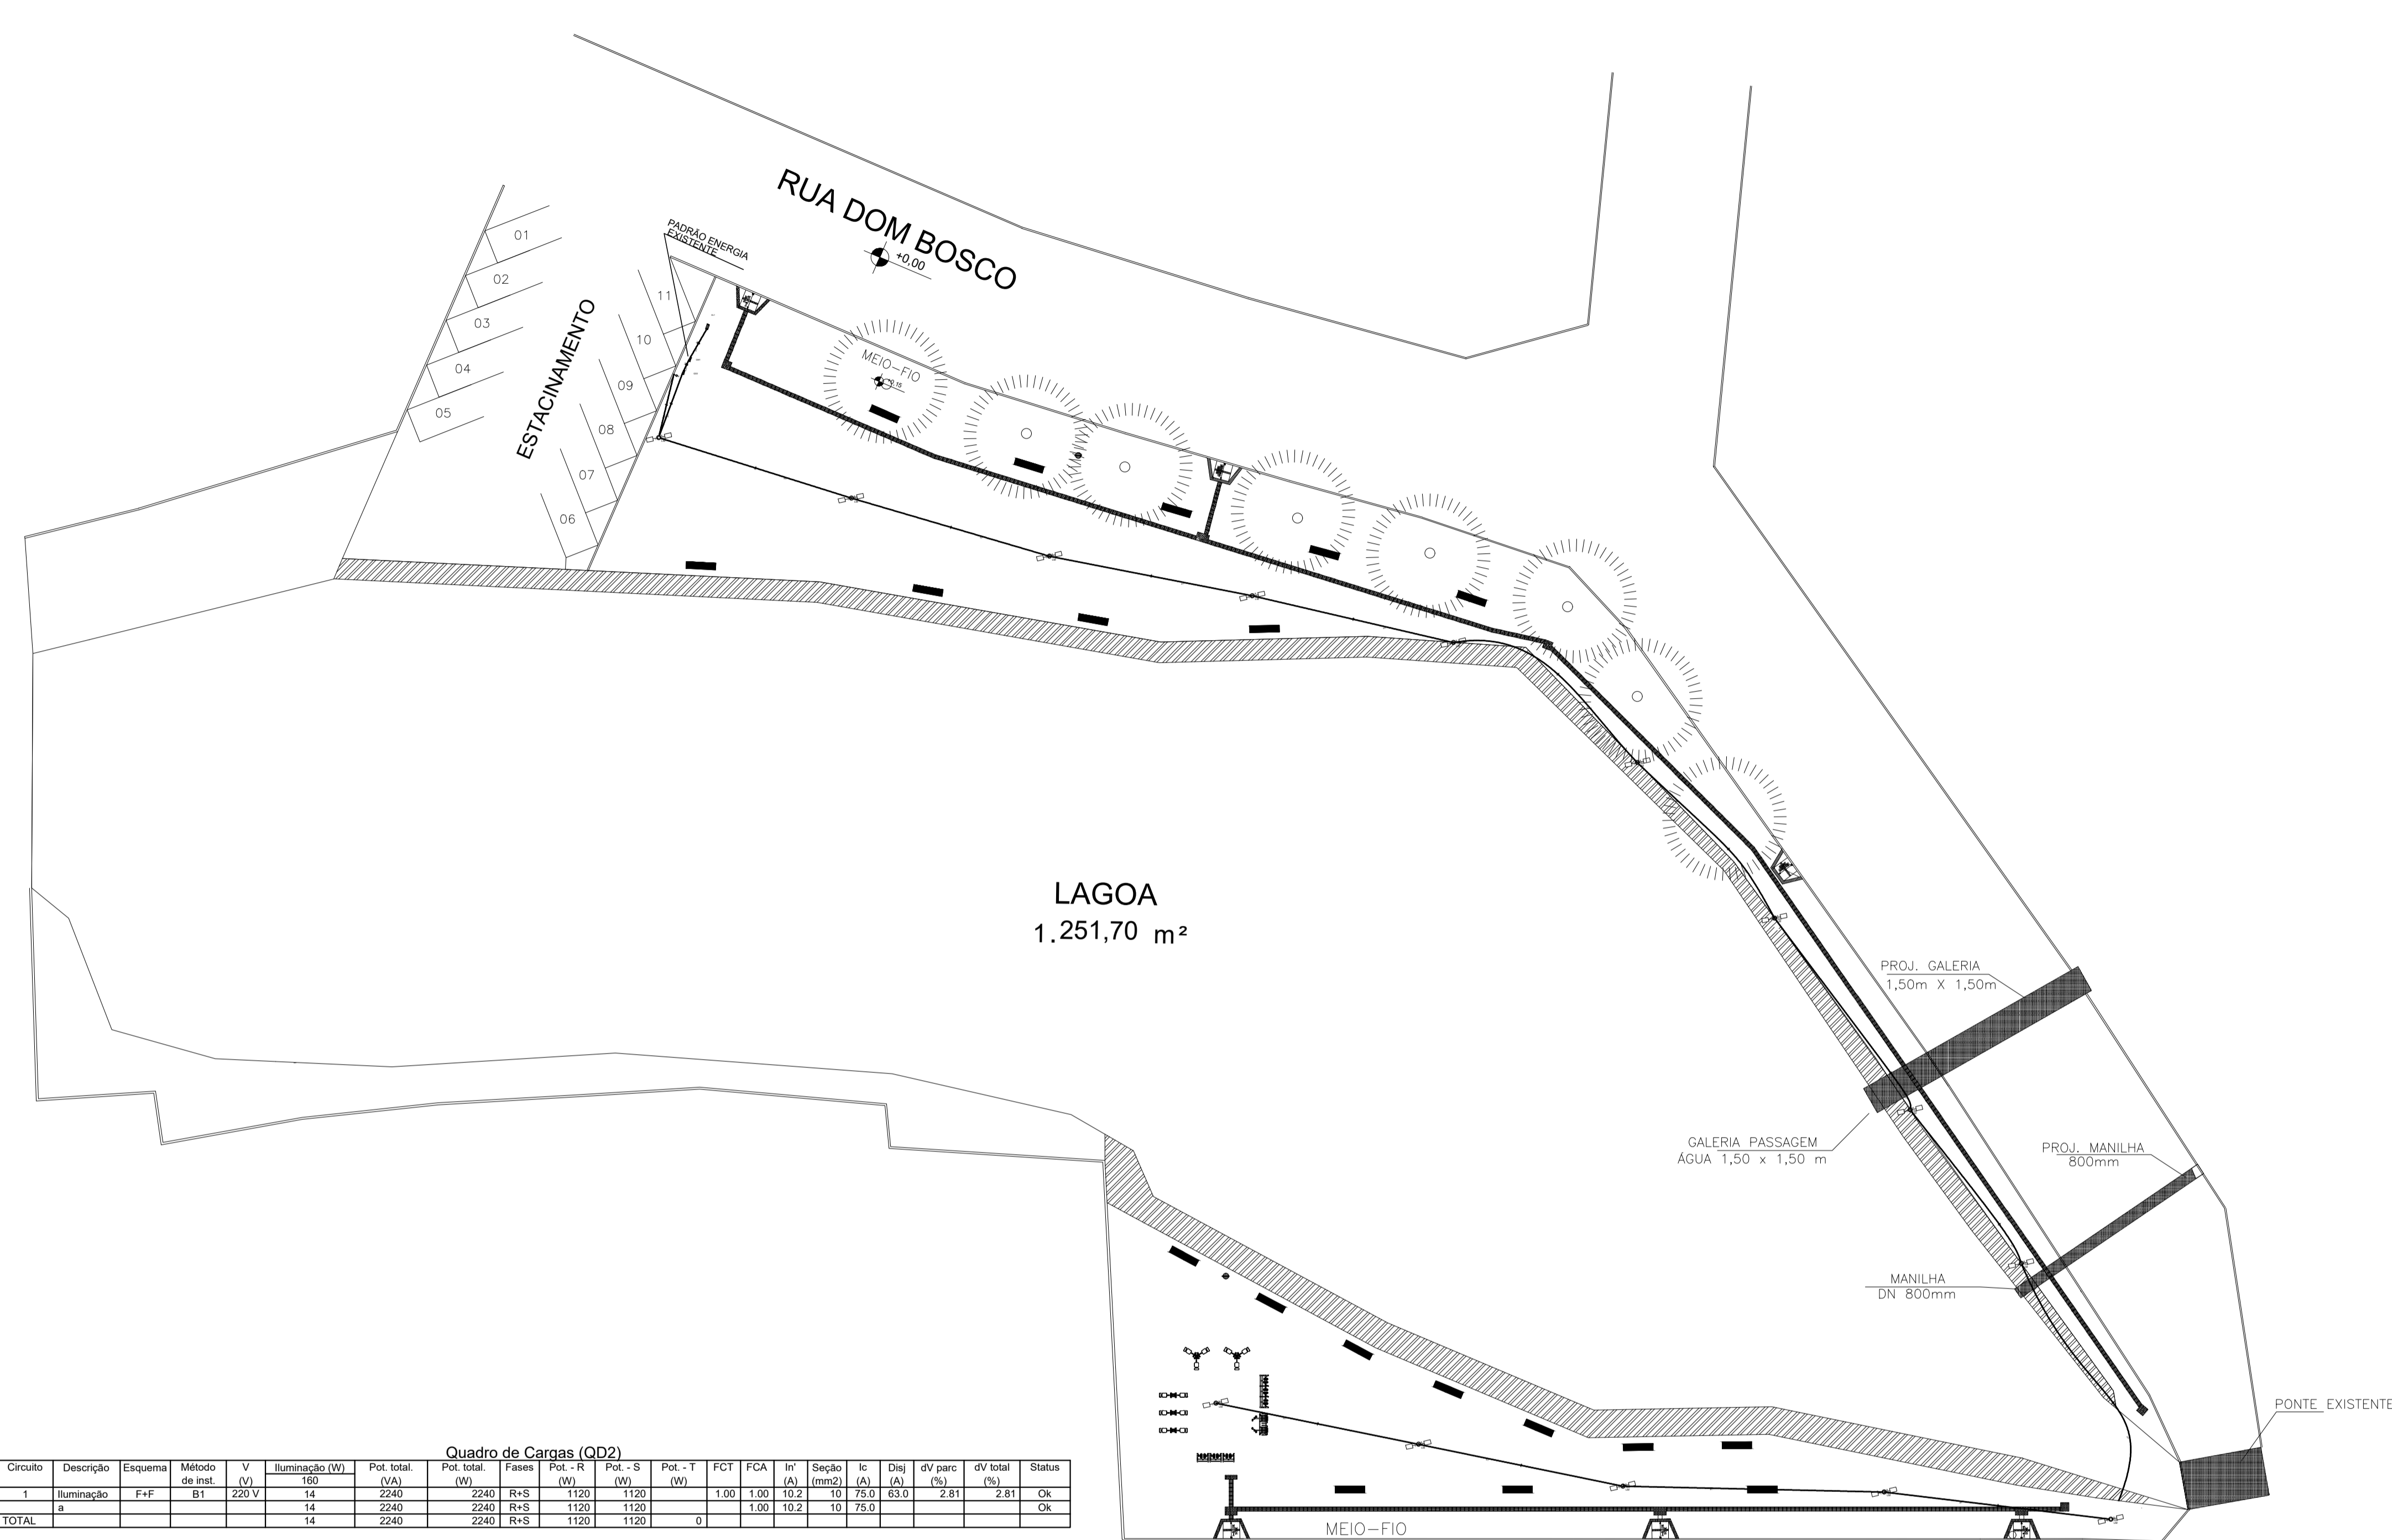 RUA DOM BOSCO
+0,00
PADRÃO ENERGIA
EXISTENTE
01
02
03
04
05
ESTACINAMENTO
11
10
09
08
07
06
MEIO-FIO
LAGOA
1.251,70 m²
PROJ. GALERIA
1,50m X 1,50m
GALERIA PASSAGEM
ÁGUA 1,50 x 1,50 m
PROJ. MANILHA
800mm
MANILHA
DN 800mm
PONTE EXISTENTE
MEIO-FIO
Quadro de Cargas (QD2)
Circuito Descrição Esquema Método de inst. V (V) Iluminação (W) 160 Pot. total. (VA) Pot. total. (W) Fases Pot. - R (W) Pot. - S (W) Pot. - T (W) FCT FCA In' (A) Seção (mm2) Ic (A) Disj (A) dV parc (%) dV total (%) Status
1 Iluminação F+F B1 220 V 14 2240 2240 R+S 1120 1120 1.00 1.00 10.2 10 75.0 63.0 2.81 2.81 Ok
a 14 2240 2240 R+S 1120 1120 1.00 10.2 10 75.0 Ok
TOTAL 14 2240 2240 R+S 1120 1120 0